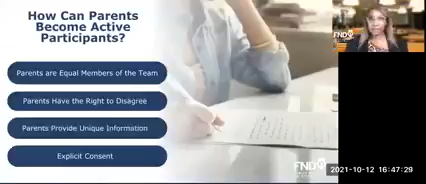 How Can Parents
Become Active
Participants?
Parents are Equal Members of the Team
Parents Have the Right to Disagree
Parents Provide Unique Information
Explicit Consent
FND
2021-10-12 16:47:29